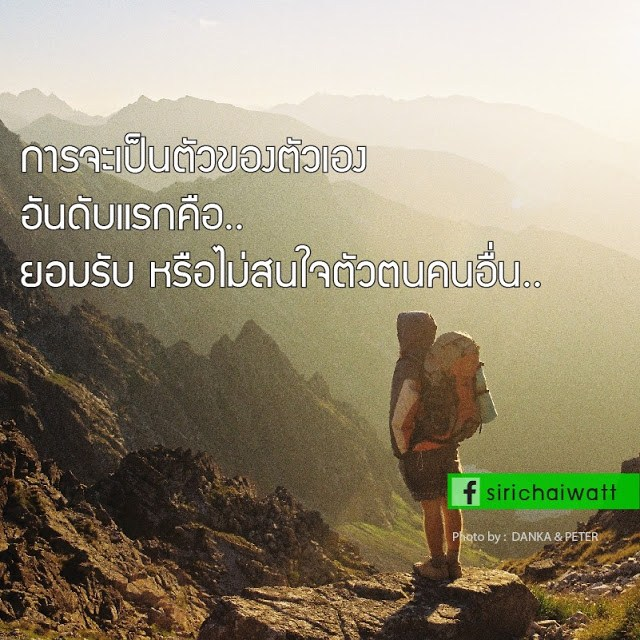 การจะเป็นตัวของตัวเอง
อันดับแรกคือ..
ยอมรับ หรือไม่สนใจตัวตนคนอื่น..
f sirichaiwatt
Photo by : DANKA & PETER